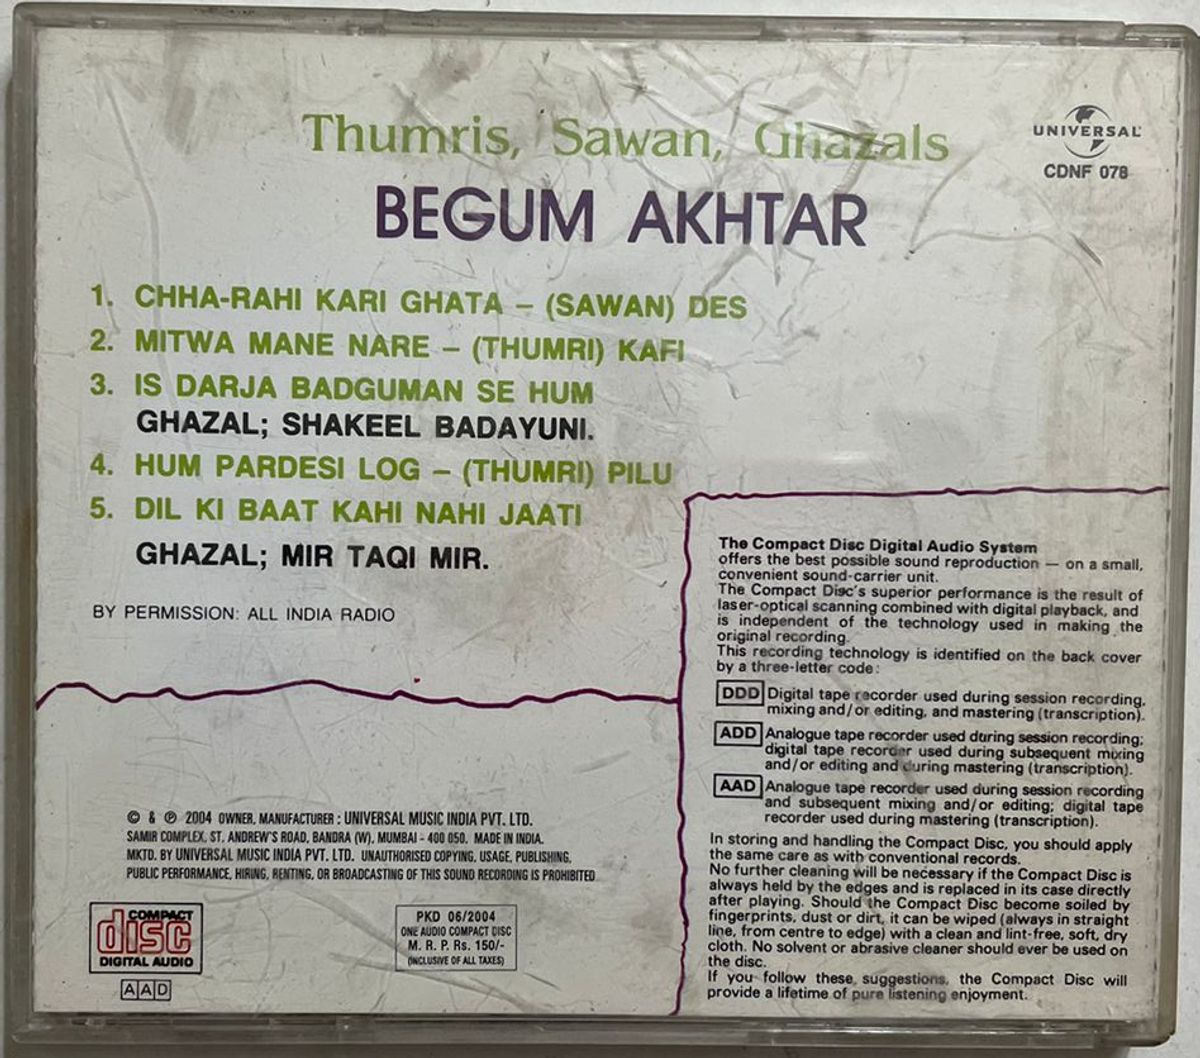 Thumris, Sawan, Ghazals
UNIVERSAL
CDNF 078
BEGUM AKHTAR
1. CHHA-RAHI KARI GHATA – (SAWAN) DES
2. MITWA MANE NARE – (THUMRI) KAFI
3. IS DARJA BADGUMAN SE HUM
GHAZAL; SHAKEEL BADAYUNI.
4. HUM PARDESI LOG – (THUMRI) PILU
5. DIL KI BAAT KAHI NAHI JAATI
GHAZAL; MIR TAQI MIR.
BY PERMISSION: ALL INDIA RADIO
The Compact Disc Digital Audio System
offers the best possible sound reproduction — on a small,
convenient sound-carrier unit.
The Compact Disc's superior performance is the result of
laser-optical scanning combined with digital playback, and
is independent of the technology used in making the
original recording.
This recording technology is identified on the back cover
by a three-letter code:
DDD Digital tape recorder used during session recording,
mixing and/or editing, and mastering (transcription).
ADD Analogue tape recorder used during session recording;
digital tape recorder used during subsequent mixing
and/or editing and during mastering (transcription).
AAD Analogue tape recorder used during session recording
and subsequent mixing and/or editing; digital tape
recorder used during mastering (transcription).
In storing and handling the Compact Disc, you should apply
the same care as with conventional records.
No further cleaning will be necessary if the Compact Disc is
always held by the edges and is replaced in its case directly
after playing. Should the Compact Disc become soiled by
fingerprints, dust or dirt, it can be wiped (always in straight
line, from centre to edge) with a clean and lint-free, soft, dry
cloth. No solvent or abrasive cleaner should ever be used on
the disc.
If you follow these suggestions, the Compact Disc will
provide a lifetime of pure listening enjoyment.
© & ℗ 2004 OWNER, MANUFACTURER : UNIVERSAL MUSIC INDIA PVT. LTD.
SAMIR COMPLEX, ST. ANDREW'S ROAD, BANDRA (W), MUMBAI - 400 050. MADE IN INDIA.
MKTD. BY UNIVERSAL MUSIC INDIA PVT. LTD. UNAUTHORISED COPYING, USAGE, PUBLISHING,
PUBLIC PERFORMANCE, HIRING, RENTING, OR BROADCASTING OF THIS SOUND RECORDING IS PROHIBITED
COMPACT
disc
DIGITAL AUDIO
AAD
PKD 06/2004
ONE AUDIO COMPACT DISC
M. R. P. Rs. 150/-
(INCLUSIVE OF ALL TAXES)